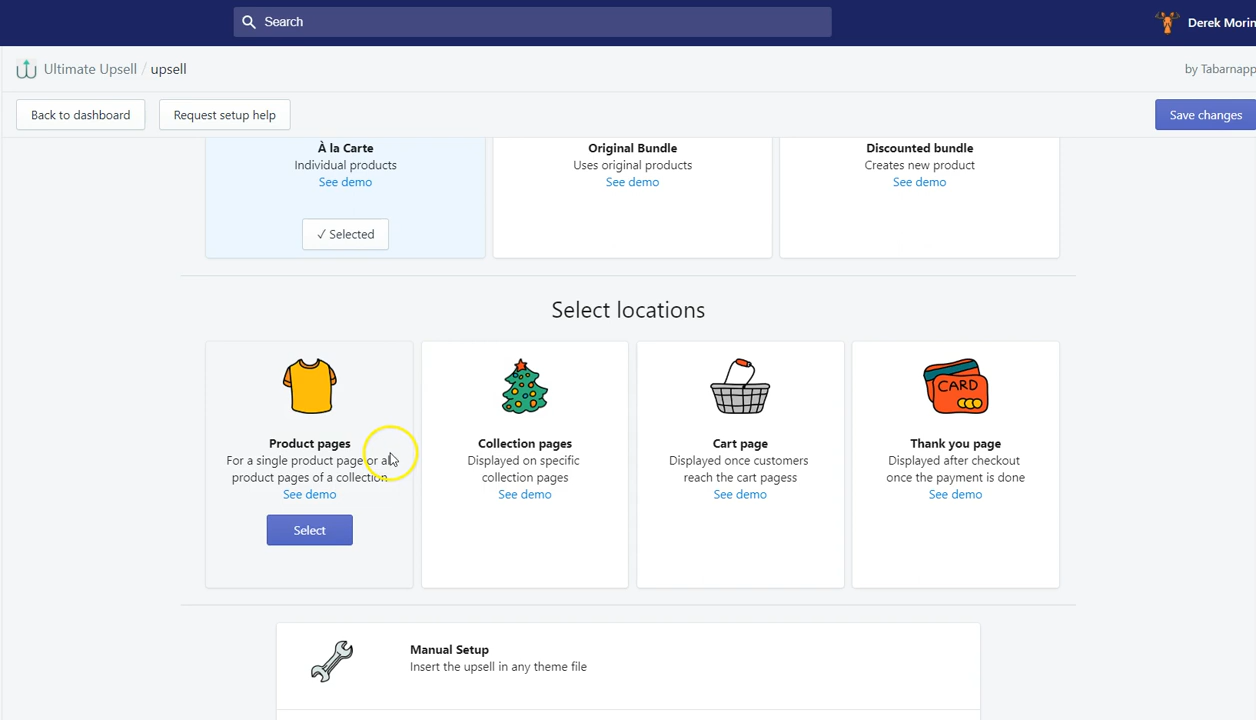 Search
Derek Morin
Ultimate Upsell / upsell
by Tabarnapp
Back to dashboard
Request setup help
Save changes
À la Carte
Individual products
See demo
✓ Selected
Original Bundle
Uses original products
See demo
Discounted bundle
Creates new product
See demo
Select locations
Product pages
For a single product page or all
product pages of a collection
See demo
Select
Collection pages
Displayed on specific
collection pages
See demo
Cart page
Displayed once customers
reach the cart pagess
See demo
CARD
Thank you page
Displayed after checkout
once the payment is done
See demo
Manual Setup
Insert the upsell in any theme file